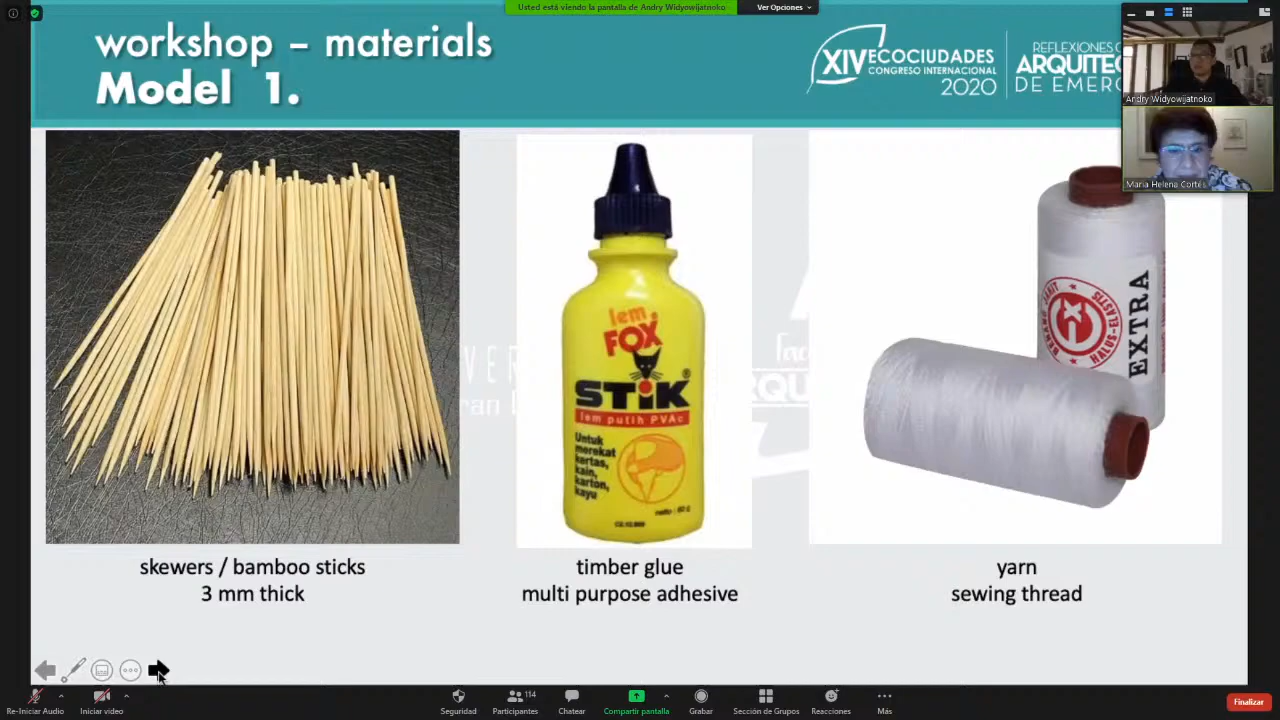 Usted está viendo la pantalla de Andry Widyowijatnoko
Ver Opciones
workshop – materials
Model 1.
XIV ECOCIUDADES
CONGRESO INTERNACIONAL
2020
REFLEXIONES
ARQUITEC
DE EMERG
Andry Widyowijatnoko
Maria Helena Cortés
lem
FOX
STIK®
lem putih PVAc
Untuk
merekat
kertas,
kain,
karton,
kayu
EXTRA
HALUS-ELASTIS
skewers / bamboo sticks
3 mm thick
timber glue
multi purpose adhesive
yarn
sewing thread
Re-Iniciar Audio
Iniciar video
Seguridad
114
Participantes
Chatear
Compartir pantalla
Grabar
Sección de Grupos
Reacciones
Más
Finalizar